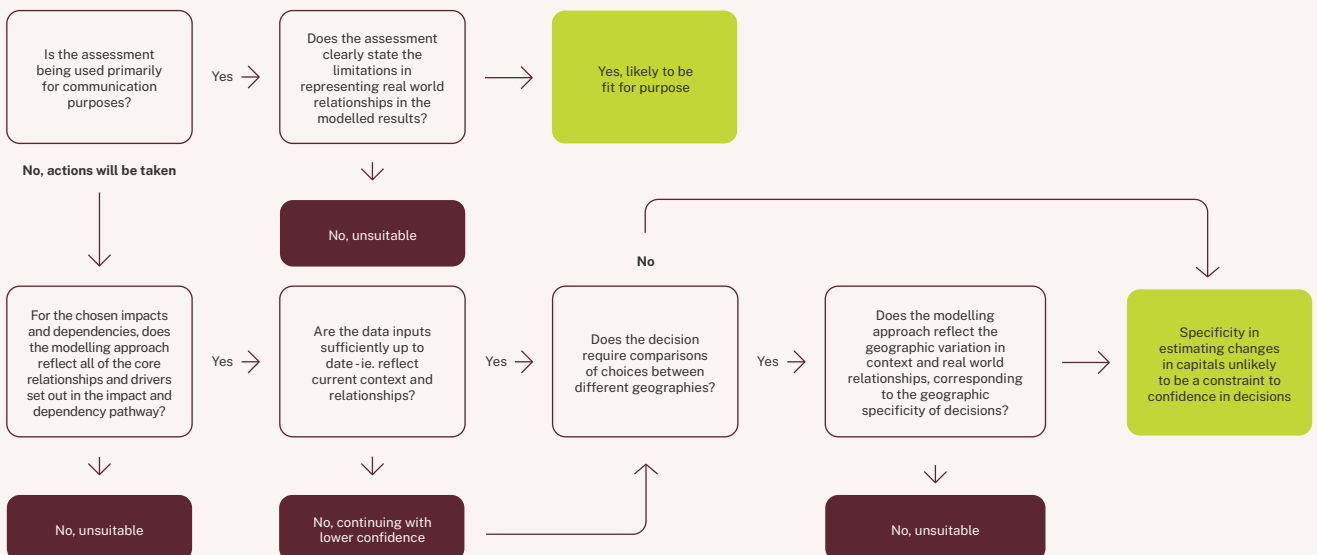 Is the assessment
being used primarily
for communication
purposes?
Yes
Does the assessment
clearly state the
limitations in
representing real world
relationships in the
modelled results?
Yes, likely to be
fit for purpose
No, actions will be taken
No, unsuitable
No
For the chosen impacts
and dependencies, does
the modelling approach
reflect all of the core
relationships and drivers
set out in the impact and
dependency pathway?
Yes
Are the data inputs
sufficiently up to
date - ie. reflect
current context and
relationships?
Yes
Does the decision
require comparisons
of choices between
different geographies?
Yes
Does the modelling
approach reflect the
geographic variation in
context and real world
relationships, corresponding
to the geographic
specificity of decisions?
Specificity in
estimating changes
in capitals unlikely
to be a constraint to
confidence in decisions
No, unsuitable
No, continuing with
lower confidence
No, unsuitable